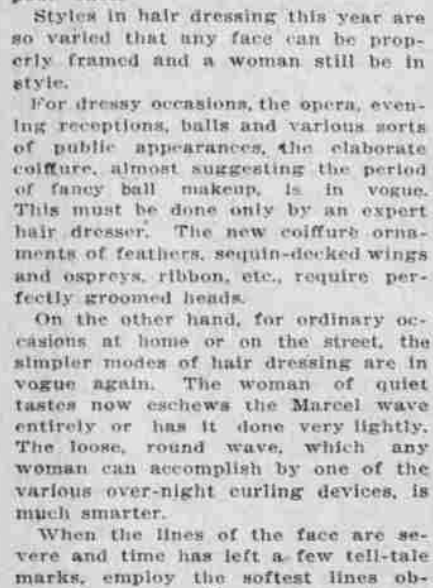 Styles in hair dressing this year are
so varied that any face can be prop-
erly framed and a woman still be in
style.
For dressy occasions, the opera, even-
ing receptions, balls and various sorts
of public appearances, the elaborate
coiffure, almost suggesting the period
of fancy ball makeup, is in vogue.
This must be done only by an expert
hair dresser. The new coiffure orna-
ments of feathers, sequin-decked wings
and ospreys, ribbon, etc., require per-
fectly groomed heads.
On the other hand, for ordinary oc-
casions at home or on the street, the
simpler modes of hair dressing are in
vogue again. The woman of quiet
tastes now eschews the Marcel wave
entirely or has it done very lightly.
The loose, round wave, which any
woman can accomplish by one of the
various over-night curling devices, is
much smarter.
When the lines of the face are se-
vere and time has left a few tell-tale
marks, employ the softest lines ob-